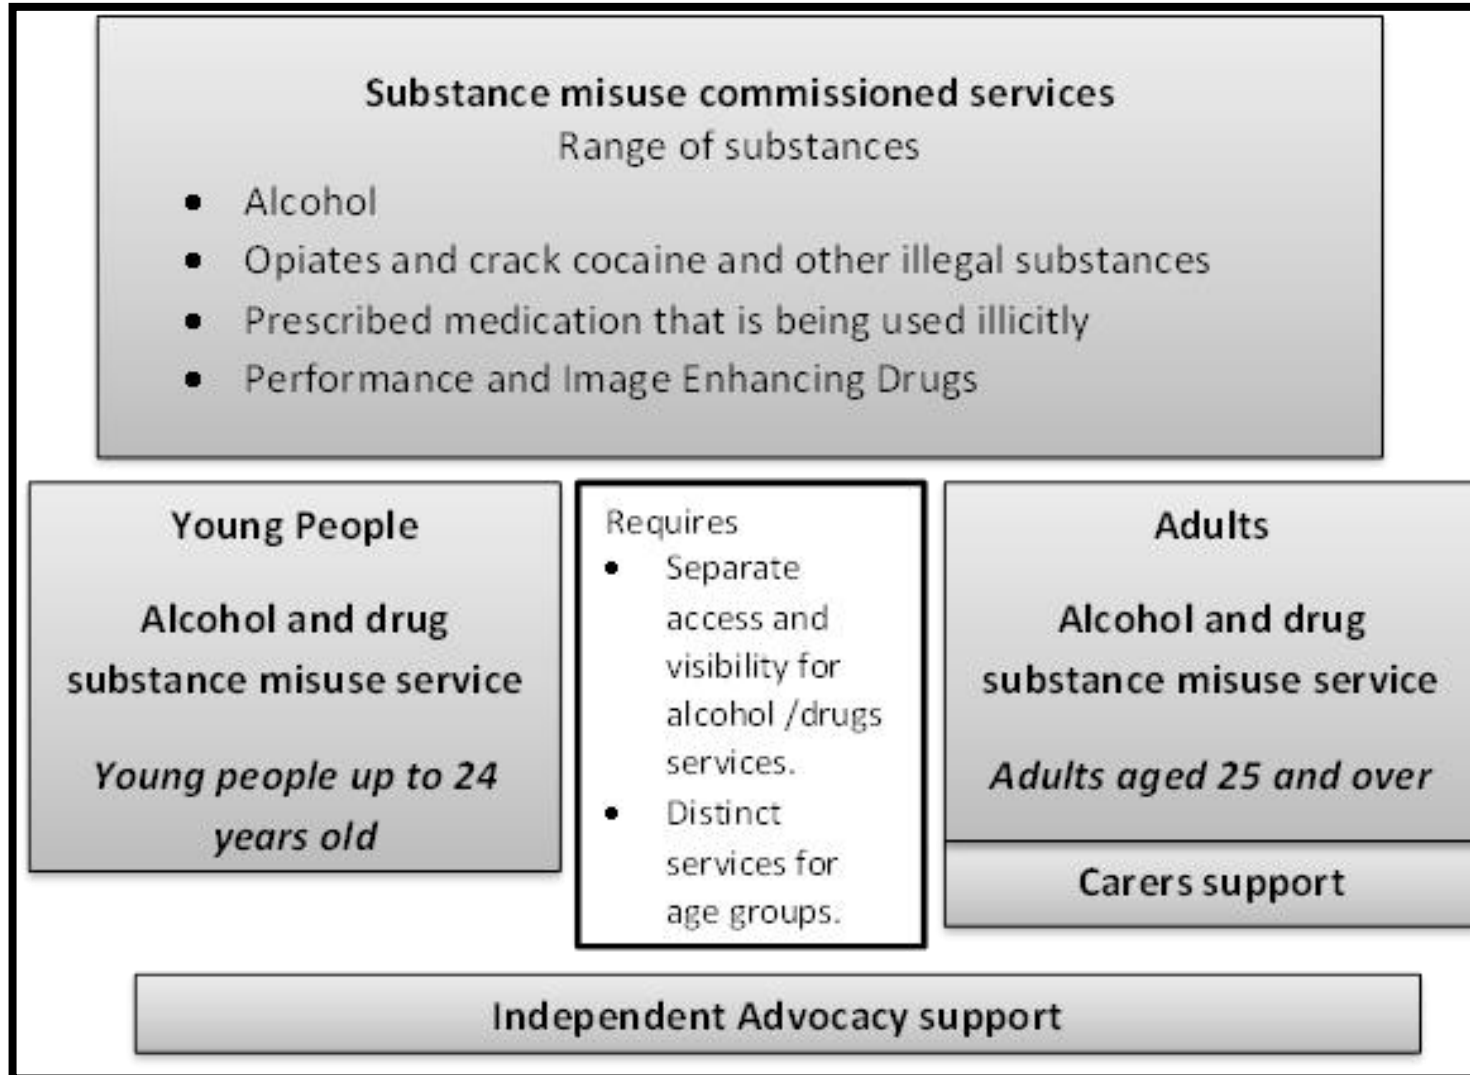 Substance misuse commissioned services
Range of substances
• Alcohol
• Opiates and crack cocaine and other illegal substances
• Prescribed medication that is being used illicitly
• Performance and Image Enhancing Drugs
Young People
Alcohol and drug
substance misuse service
Young people up to 24
years old
Requires
• Separate
access and
visibility for
alcohol /drugs
services.
• Distinct
services for
age groups.
Adults
Alcohol and drug
substance misuse service
Adults aged 25 and over
Carers support
Independent Advocacy support